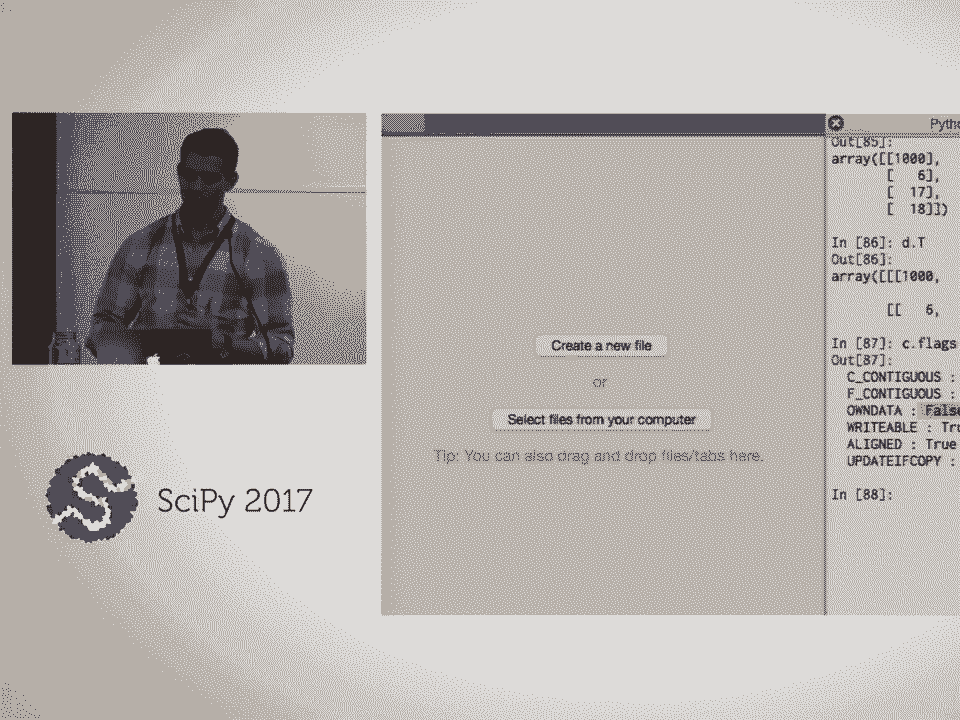 SciPy 2017
Create a new file
or
Select files from your computer
Tip: You can also drag and drop files/tabs here.
Out[85]:
array([[1000],
[ 6],
[ 17],
[ 18]])
In [86]: d.T
Out[86]:
array([[[1000,
[[ 6,
In [87]: c.flags
Out[87]:
C_CONTIGUOUS :
F_CONTIGUOUS :
OWNDATA : False
WRITEABLE : Tru
ALIGNED : True
UPDATEIFCOPY :
In [88]: